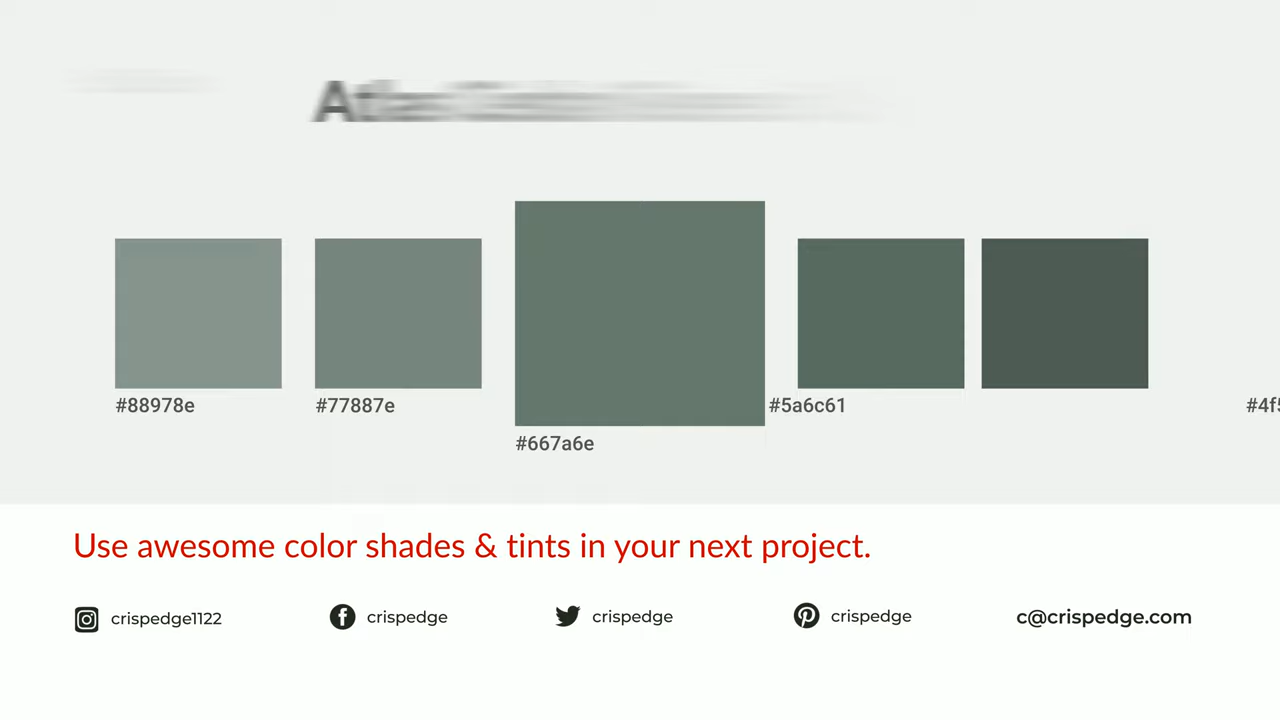 #88978e
#77887e
#667a6e
#5a6c61
Use awesome color shades & tints in your next project.
crispedge1122
crispedge
crispedge
crispedge
c@crispedge.com